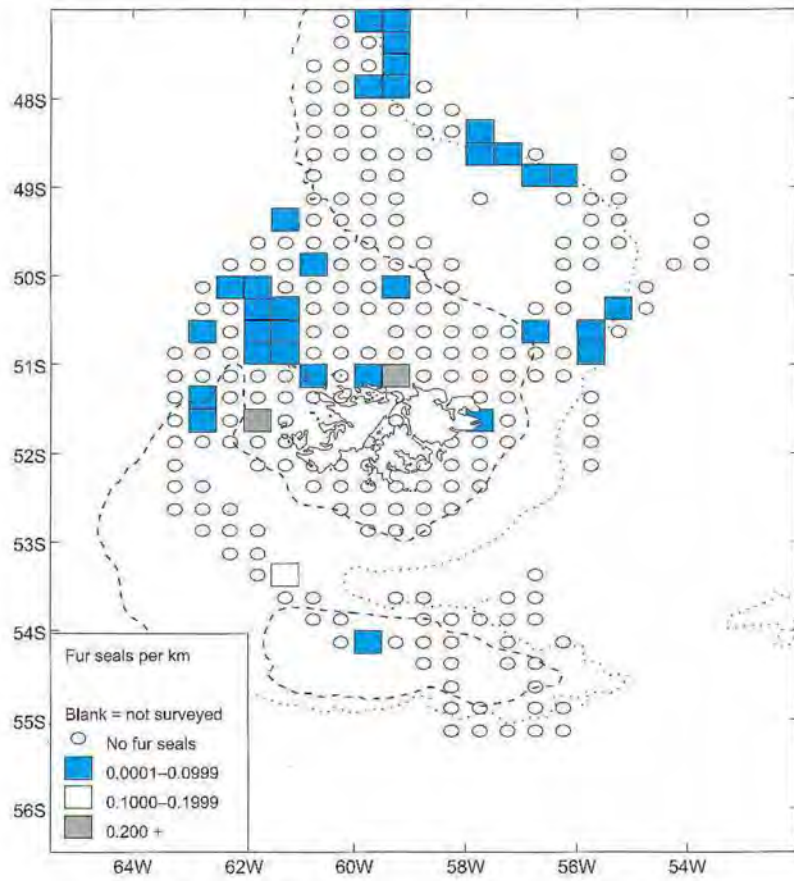 48S
49S
50S
51S
52S
53S
54S
55S
56S
Fur seals per km
Blank = not surveyed
No fur seals
0.0001–0.0999
0.1000–0.1999
0.200 +
64W 62W 60W 58W 56W 54W